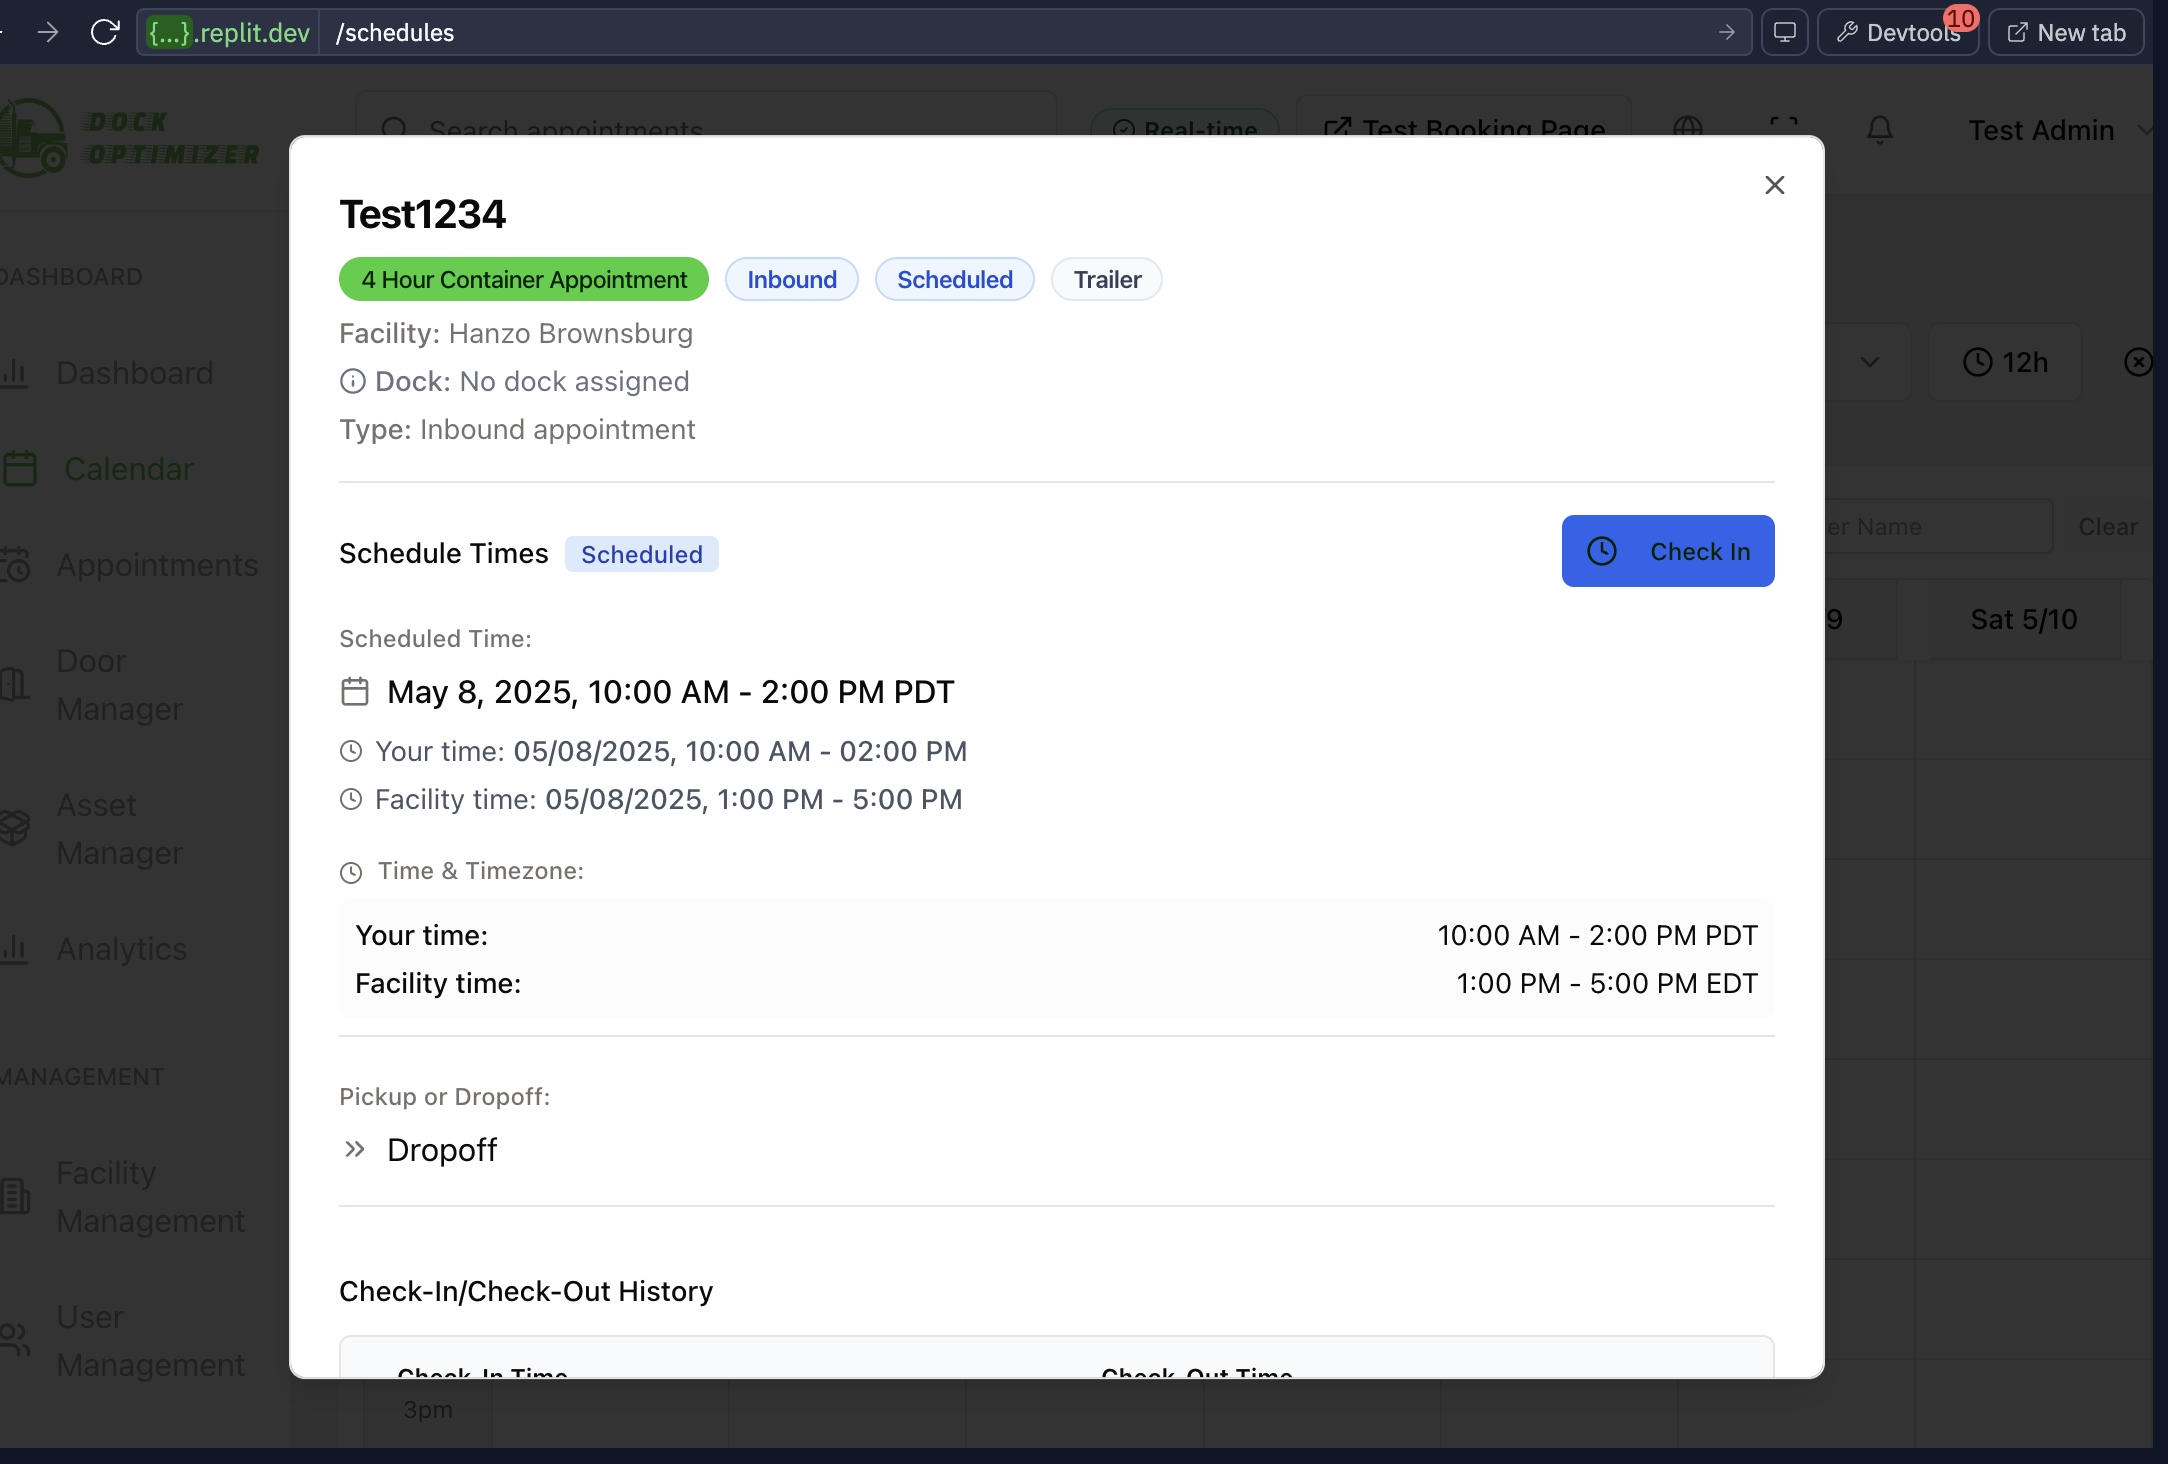 {...}.replit.dev /schedules
Devtools 10
New tab
DOCK
OPTIMIZER
Search appointments
Real-time
Test Booking Page
Test Admin
DASHBOARD
Dashboard
Calendar
Appointments
Door
Manager
Asset
Manager
Analytics
MANAGEMENT
Facility
Management
User
Management
Test1234
4 Hour Container Appointment Inbound Scheduled Trailer
Facility: Hanzo Brownsburg
Dock: No dock assigned
Type: Inbound appointment
Schedule Times Scheduled
Check In
Scheduled Time:
May 8, 2025, 10:00 AM - 2:00 PM PDT
Your time: 05/08/2025, 10:00 AM - 02:00 PM
Facility time: 05/08/2025, 1:00 PM - 5:00 PM
Time & Timezone:
Your time: 10:00 AM - 2:00 PM PDT
Facility time: 1:00 PM - 5:00 PM EDT
Pickup or Dropoff:
Dropoff
Check-In/Check-Out History
Check-In Time Check-Out Time
12h
er Name
Clear
9
Sat 5/10
3pm